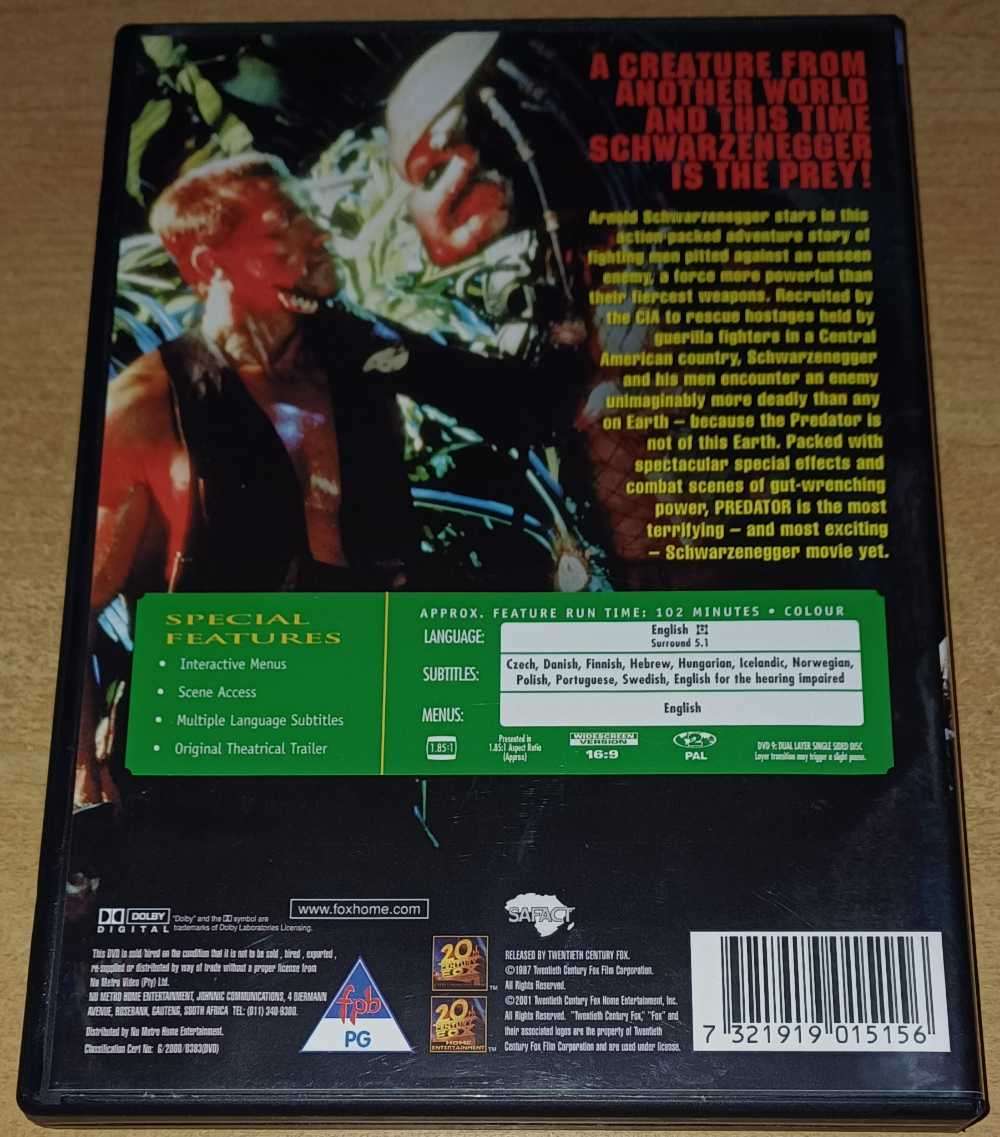 A CREATURE FROM
ANOTHER WORLD
AND THIS TIME
SCHWARZENEGGER
IS THE PREY!
Arnold Schwarzenegger stars in this
action-packed adventure story of
fighting men pitted against an unseen
enemy, a force more powerful than
their fiercest weapons. Recruited by
the CIA to rescue hostages held by
guerilla fighters in a Central
American country, Schwarzenegger
and his men encounter an enemy
unimaginably more deadly than any
on Earth – because the Predator is
not of this Earth. Packed with
spectacular special effects and
combat scenes of gut-wrenching
power, PREDATOR is the most
terrifying – and most exciting
– Schwarzenegger movie yet.
SPECIAL
FEATURES
• Interactive Menus
• Scene Access
• Multiple Language Subtitles
• Original Theatrical Trailer
APPROX. FEATURE RUN TIME: 102 MINUTES • COLOUR
LANGUAGE: English
Surround 5.1
SUBTITLES: Czech, Danish, Finnish, Hebrew, Hungarian, Icelandic, Norwegian,
Polish, Portuguese, Swedish, English for the hearing impaired
MENUS: English
1.85:1
Presented in
1.85:1 Aspect Ratio
(Approx)
WIDESCREEN
VERSION
16:9
2
PAL
DVD 9: DUAL LAYER SINGLE SIDED DISC
Layer transition may trigger a slight pause.
DOLBY
DIGITAL
"Dolby" and the symbol are
trademarks of Dolby Laboratories Licensing.
www.foxhome.com
SAFACT
This DVD is sold/hired on the condition that it is not to be sold, hired, exported,
re-supplied or distributed by way of trade without a proper license from
Nu Metro Video (Pty) Ltd.
NU METRO HOME ENTERTAINMENT, JOHNNIC COMMUNICATIONS, 4 BIERMANN
AVENUE, ROSEBANK, GAUTENG, SOUTH AFRICA TEL: (011) 340-9300.
Distributed by Nu Metro Home Entertainment.
Classification Cert No: G/2000/8383(DVD)
fpb
PG
20th
CENTURY
FOX
TM
20th
CENTURY
FOX
HOME
ENTERTAINMENT
TM
RELEASED BY TWENTIETH CENTURY FOX.
©1987 Twentieth Century Fox Film Corporation.
All Rights Reserved.
©2001 Twentieth Century Fox Home Entertainment, Inc.
All Rights Reserved. "Twentieth Century Fox," "Fox" and
their associated logos are the property of Twentieth
Century Fox Film Corporation and are used under license.
7 321919 015156